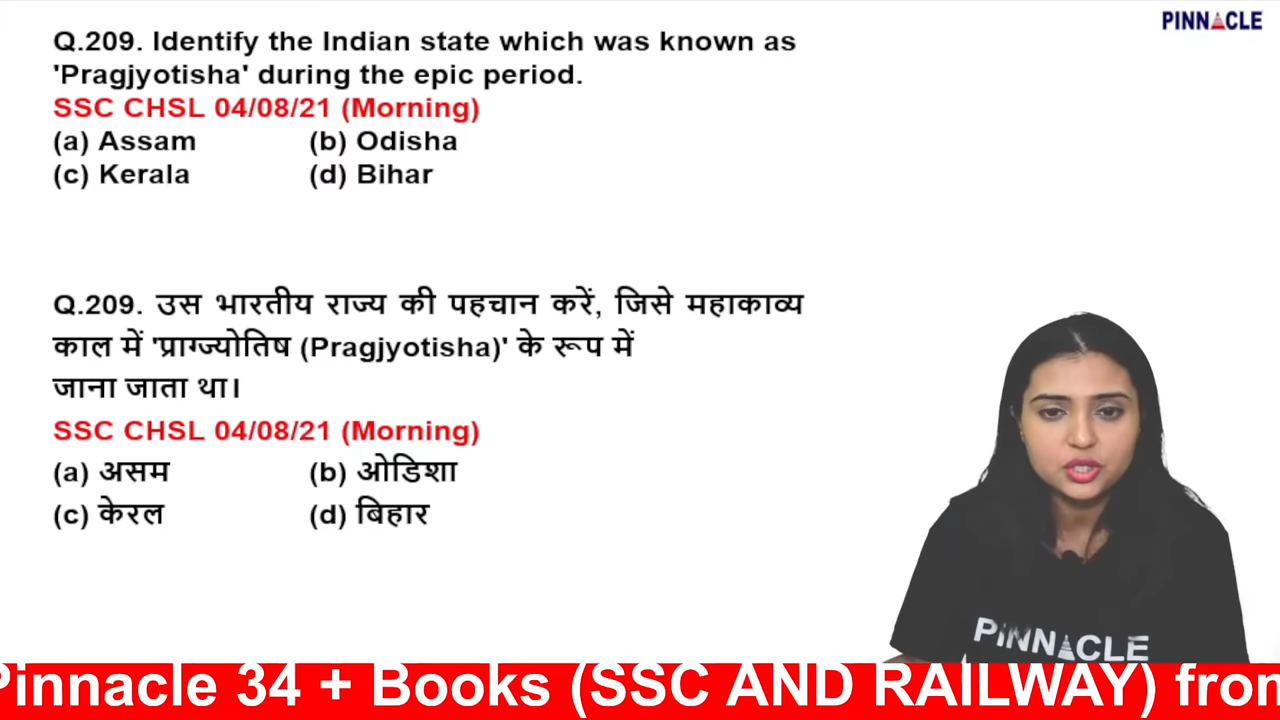 PINNACLE
Q.209. Identify the Indian state which was known as
'Pragjyotisha' during the epic period.
SSC CHSL 04/08/21 (Morning)
(a) Assam (b) Odisha
(c) Kerala (d) Bihar
Q.209. उस भारतीय राज्य की पहचान करें, जिसे महाकाव्य
काल में 'प्राग्ज्योतिष (Pragjyotisha)' के रूप में
जाना जाता था।
SSC CHSL 04/08/21 (Morning)
(a) असम (b) ओडिशा
(c) केरल (d) बिहार
PINNACLE
Pinnacle 34 + Books (SSC AND RAILWAY) from